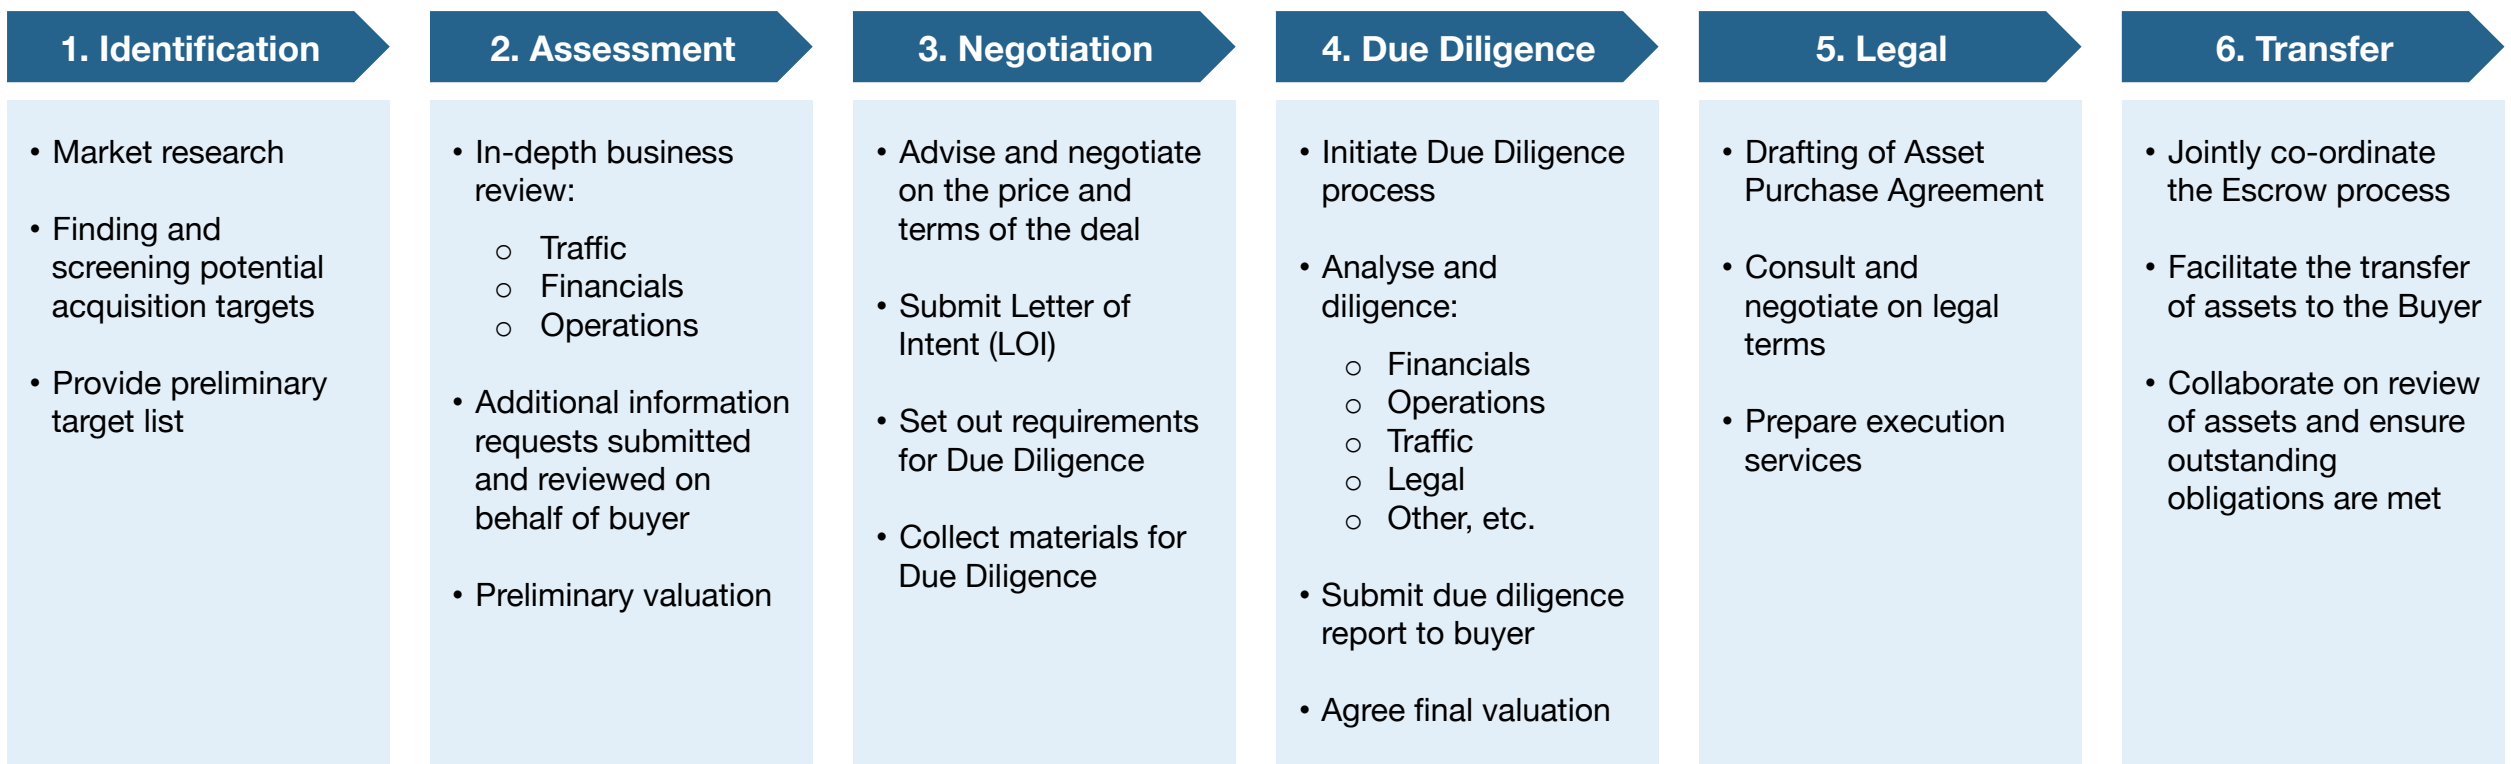 1. Identification
• Market research
• Finding and
screening potential
acquisition targets
• Provide preliminary
target list
2. Assessment
• In-depth business
review:
o Traffic
o Financials
o Operations
• Additional information
requests submitted
and reviewed on
behalf of buyer
• Preliminary valuation
3. Negotiation
• Advise and negotiate
on the price and
terms of the deal
• Submit Letter of
Intent (LOI)
• Set out requirements
for Due Diligence
• Collect materials for
Due Diligence
4. Due Diligence
• Initiate Due Diligence
process
• Analyse and
diligence:
o Financials
o Operations
o Traffic
o Legal
o Other, etc.
• Submit due diligence
report to buyer
• Agree final valuation
5. Legal
• Drafting of Asset
Purchase Agreement
• Consult and
negotiate on legal
terms
• Prepare execution
services
6. Transfer
• Jointly co-ordinate
the Escrow process
• Facilitate the transfer
of assets to the Buyer
• Collaborate on review
of assets and ensure
outstanding
obligations are met